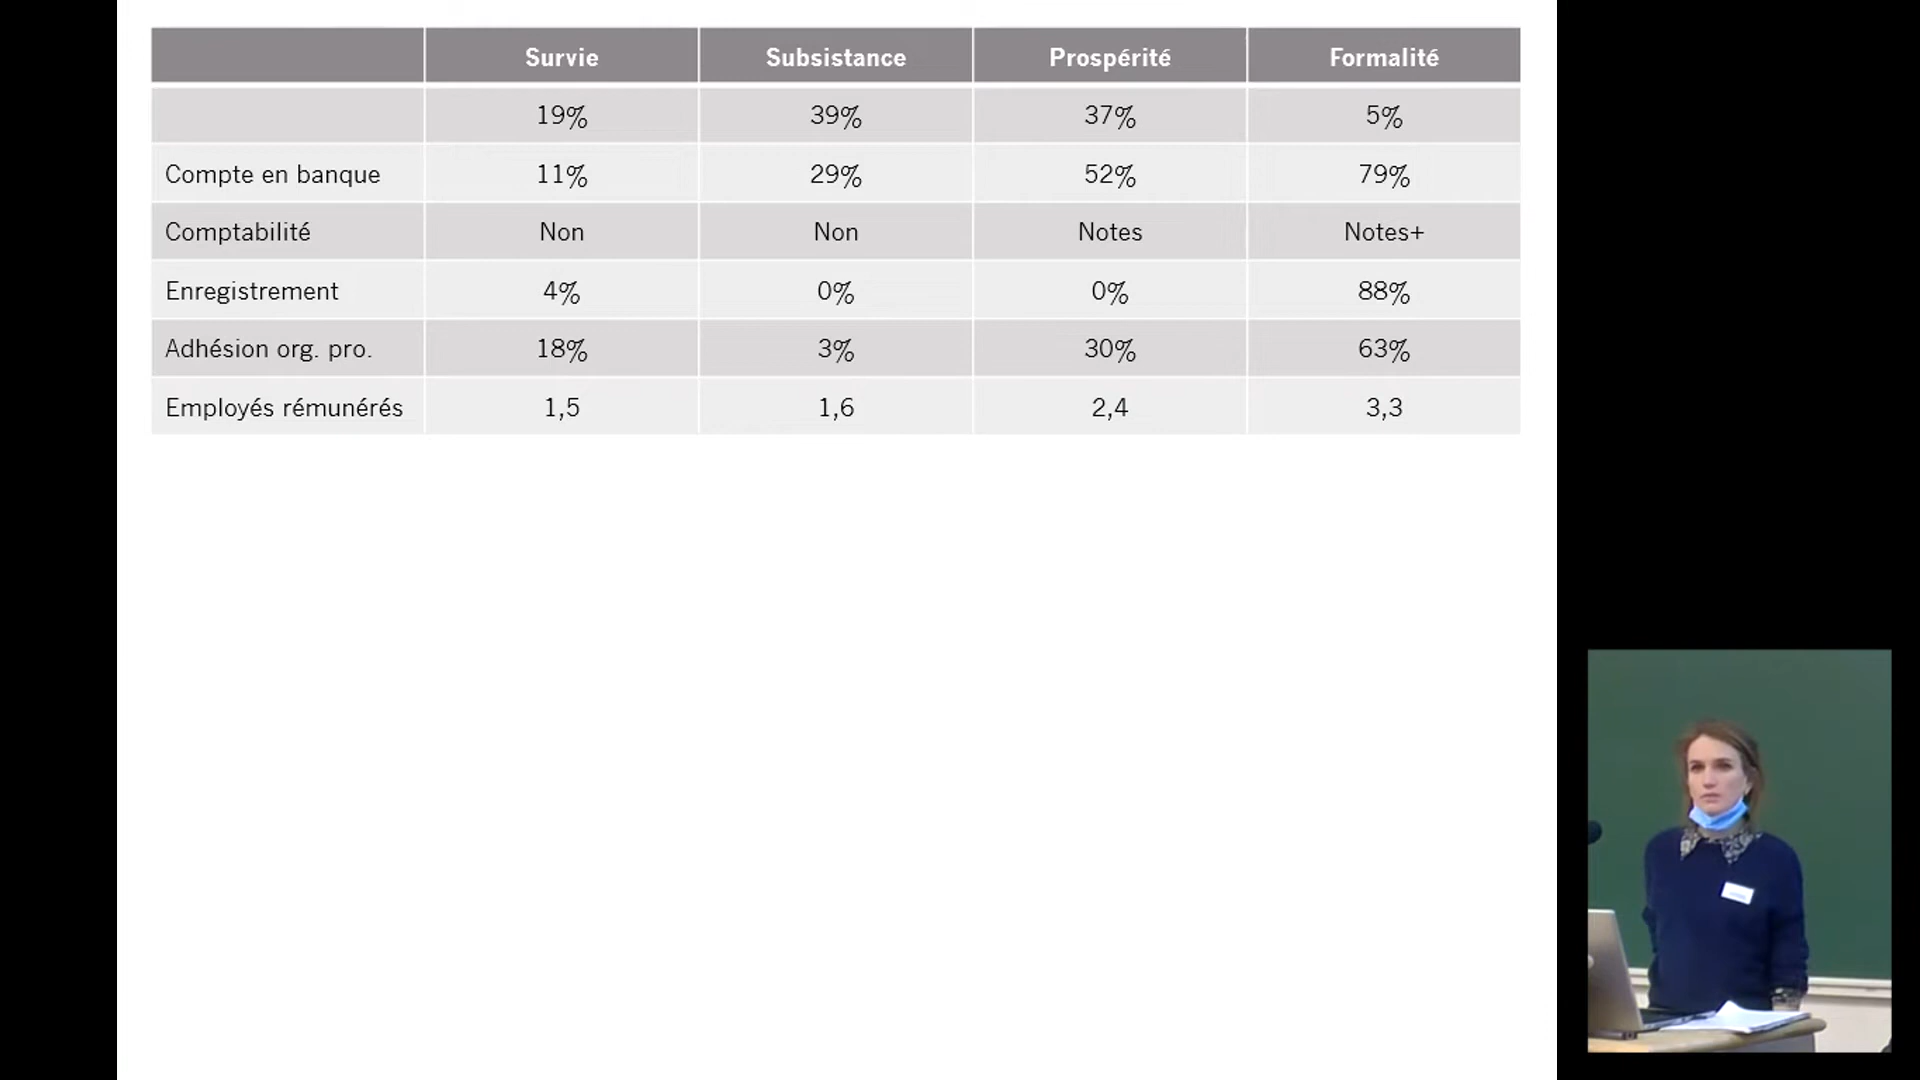 Survie Subsistance Prospérité Formalité
19% 39% 37% 5%
Compte en banque 11% 29% 52% 79%
Comptabilité Non Non Notes Notes+
Enregistrement 4% 0% 0% 88%
Adhésion org. pro. 18% 3% 30% 63%
Employés rémunérés 1,5 1,6 2,4 3,3